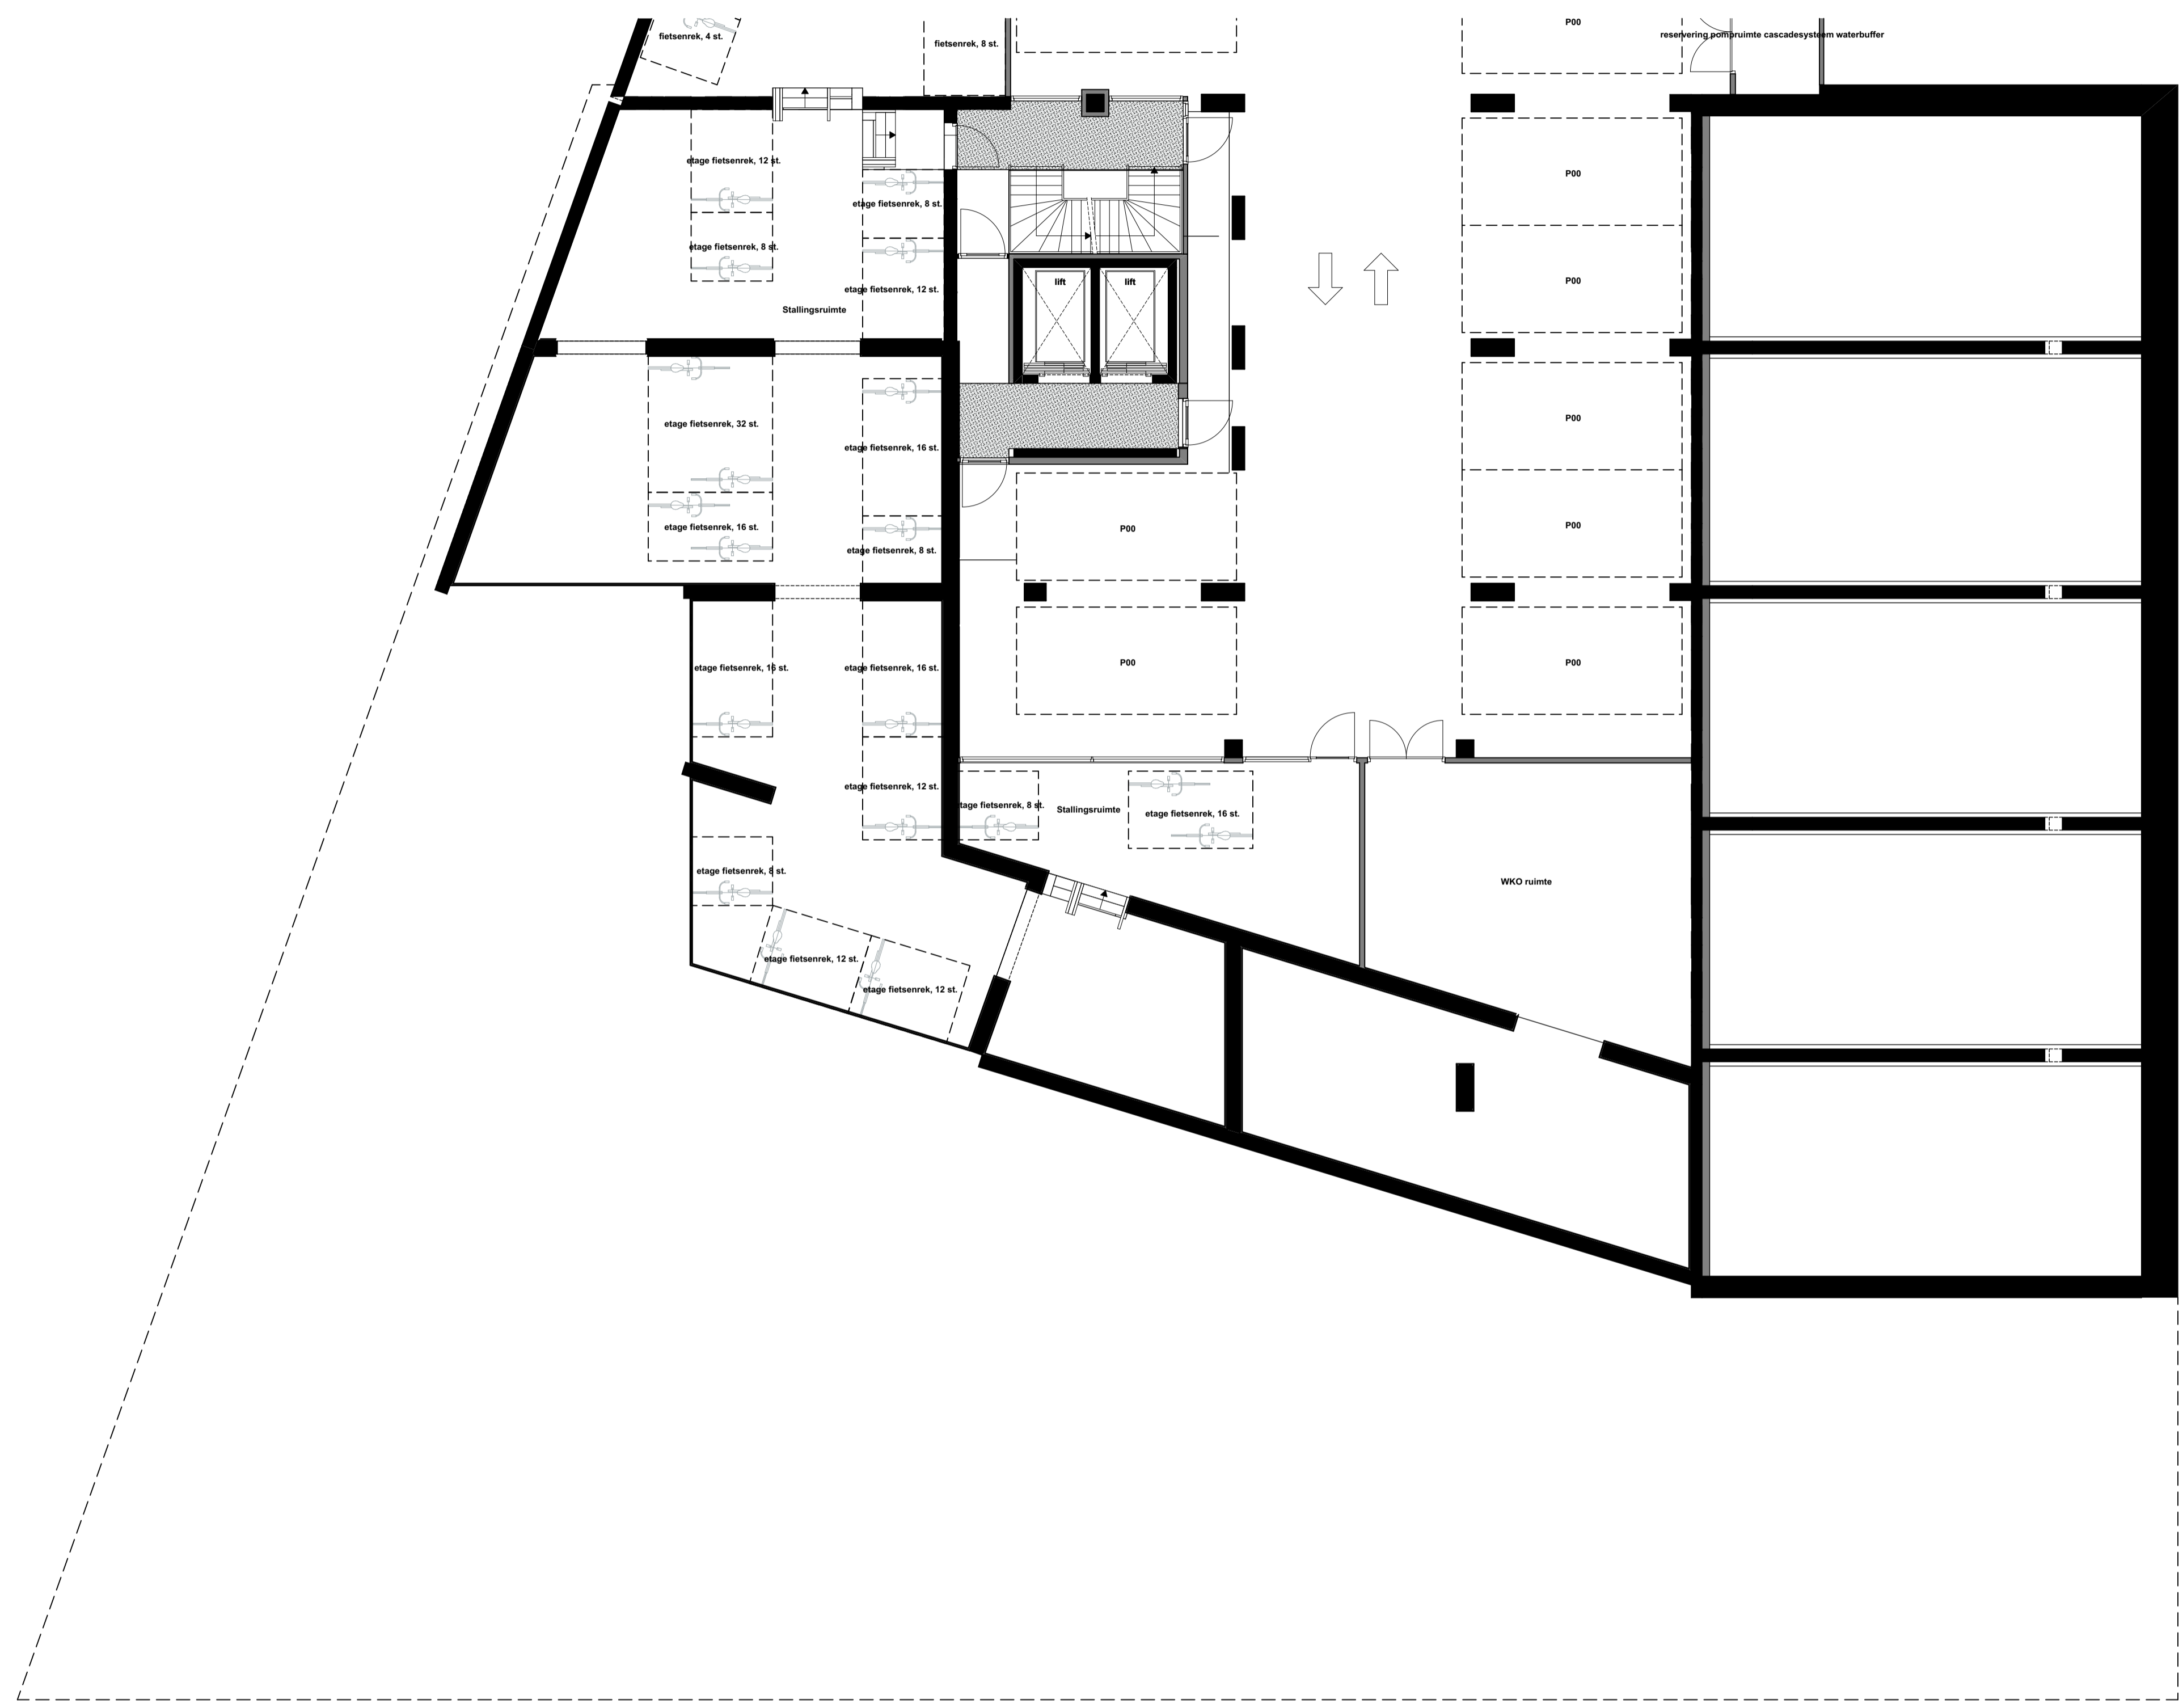 P00
reservering pompruimte cascadesysteem waterbuffer
fietsenrek, 4 st.
fietsenrek, 8 st.
etage fietsenrek, 12 st.
P00
etage fietsenrek, 8 st.
etage fietsenrek, 8 st.
lift
lift
P00
etage fietsenrek, 12 st.
Stallingsruimte
P00
etage fietsenrek, 32 st.
etage fietsenrek, 16 st.
P00
etage fietsenrek, 16 st.
P00
etage fietsenrek, 8 st.
etage fietsenrek, 16 st.
etage fietsenrek, 16 st.
P00
P00
etage fietsenrek, 12 st.
tage fietsenrek, 8 st.
Stallingsruimte
etage fietsenrek, 16 st.
etage fietsenrek, 8 st.
WKO ruimte
etage fietsenrek, 12 st.
etage fietsenrek, 12 st.